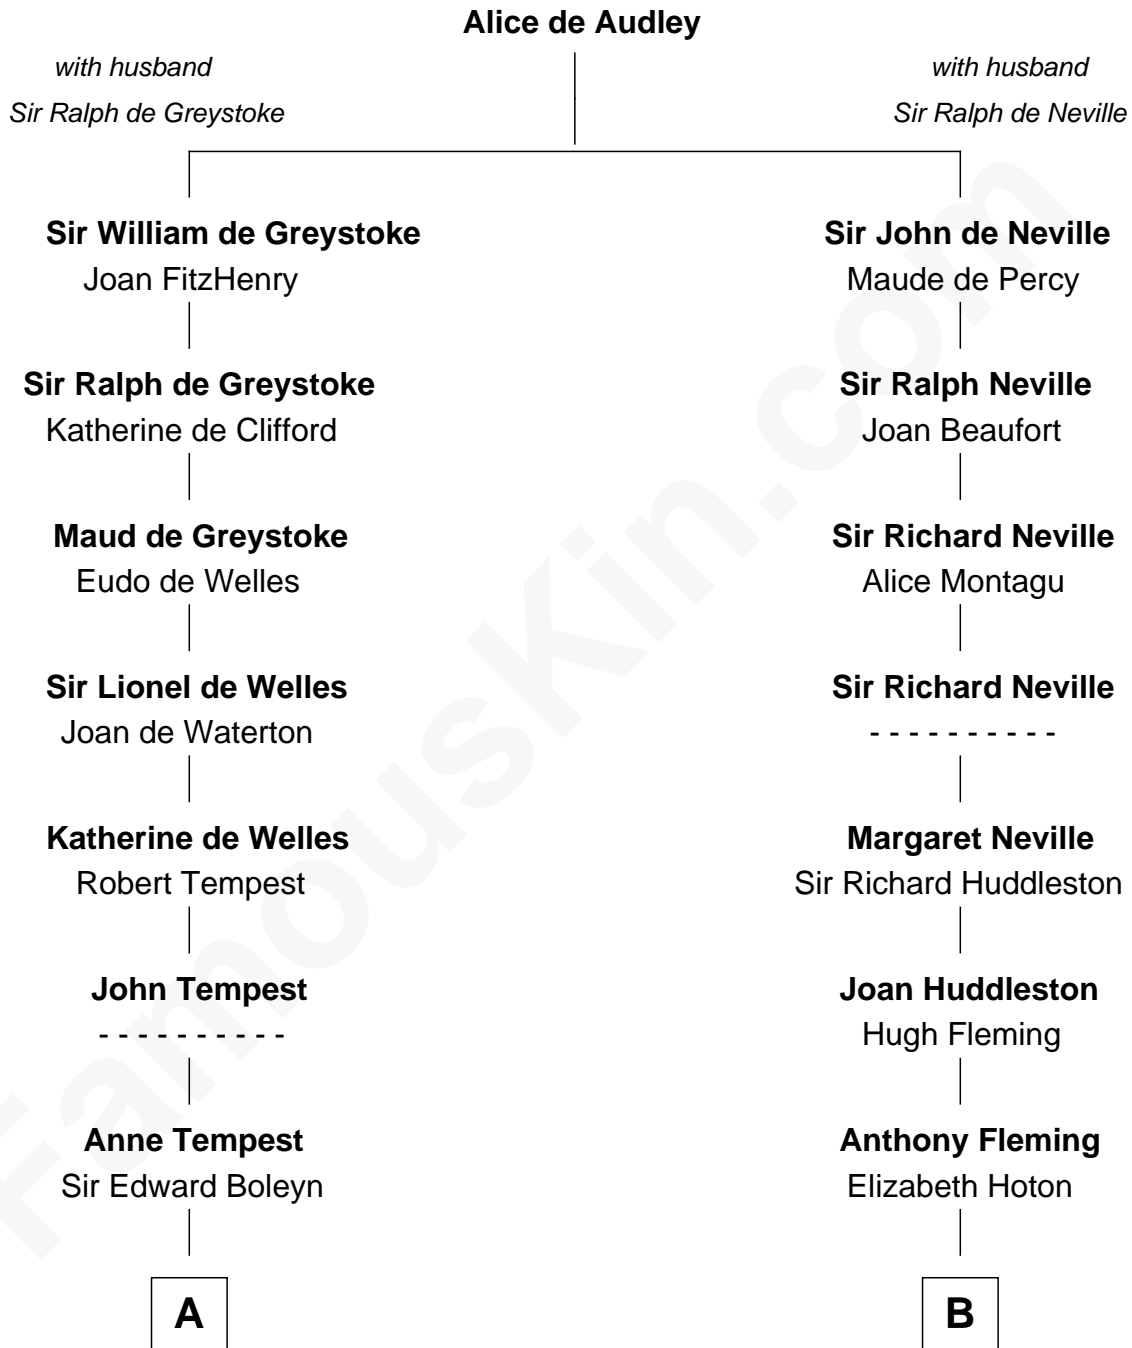 Alice de Audley
with husband
Sir Ralph de Greystoke
with husband
Sir Ralph de Neville
Sir William de Greystoke
Joan FitzHenry
Sir John de Neville
Maude de Percy
Sir Ralph de Greystoke
Katherine de Clifford
Sir Ralph Neville
Joan Beaufort
Maud de Greystoke
Eudo de Welles
Sir Richard Neville
Alice Montagu
Sir Lionel de Welles
Joan de Waterton
Sir Richard Neville
- - - - - - - - - -
Katherine de Welles
Robert Tempest
Margaret Neville
Sir Richard Huddleston
John Tempest
- - - - - - - - - -
Joan Huddleston
Hugh Fleming
Anne Tempest
Sir Edward Boleyn
Anthony Fleming
Elizabeth Hoton
A
B
FamousKin.com